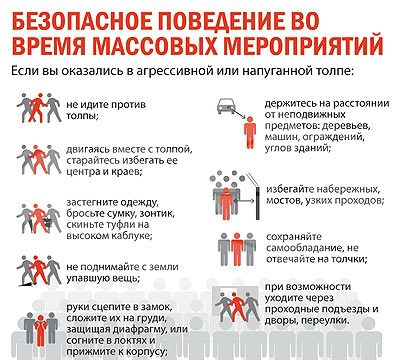 БЕЗОПАСНОЕ ПОВЕДЕНИЕ ВО
ВРЕМЯ МАССОВЫХ МЕРОПРИЯТИЙ
Если вы оказались в агрессивной или напуганной толпе:
не идите против
толпы;
двигаясь вместе с толпой,
старайтесь избегать ее
центра и краев;
застегните одежду,
бросьте сумку, зонтик,
скиньте туфли на
высоком каблуке;
не поднимайте с земли
упавшую вещь;
руки сцепите в замок,
сложите их на груди,
защищая диафрагму, или
согните в локтях и
прижмите к корпусу;
держитесь на расстоянии
от неподвижных
предметов: деревьев,
машин, ограждений,
углов зданий;
избегайте набережных,
мостов, узких проходов;
сохраняйте
самообладание, не
отвечайте на толчки;
при возможности
уходите через
проходные подъезды и
дворы, переулки.